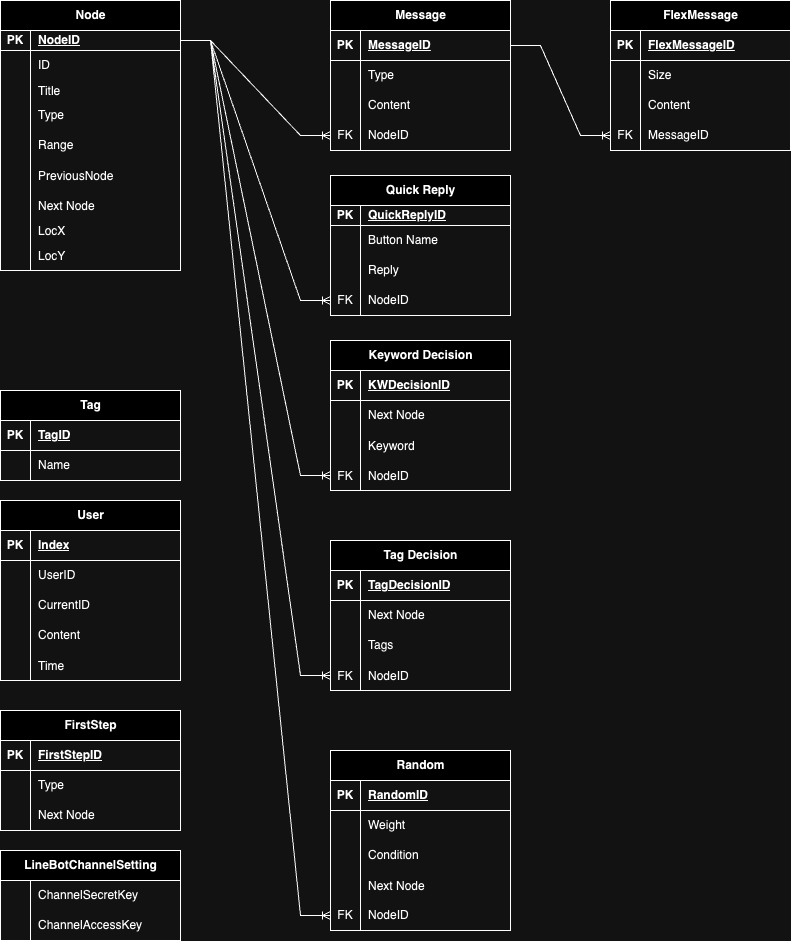 Node
PK NodeID
ID
Title
Type
Range
PreviousNode
Next Node
LocX
LocY
Tag
PK TagID
Name
User
PK Index
UserID
CurrentID
Content
Time
FirstStep
PK FirstStepID
Type
Next Node
LineBotChannelSetting
ChannelSecretKey
ChannelAccessKey
Message
PK MessageID
Type
Content
FK NodeID
Quick Reply
PK QuickReplyID
Button Name
Reply
FK NodeID
Keyword Decision
PK KWDecisionID
Next Node
Keyword
FK NodeID
Tag Decision
PK TagDecisionID
Next Node
Tags
FK NodeID
Random
PK RandomID
Weight
Condition
Next Node
FK NodeID
FlexMessage
PK FlexMessageID
Size
Content
FK MessageID